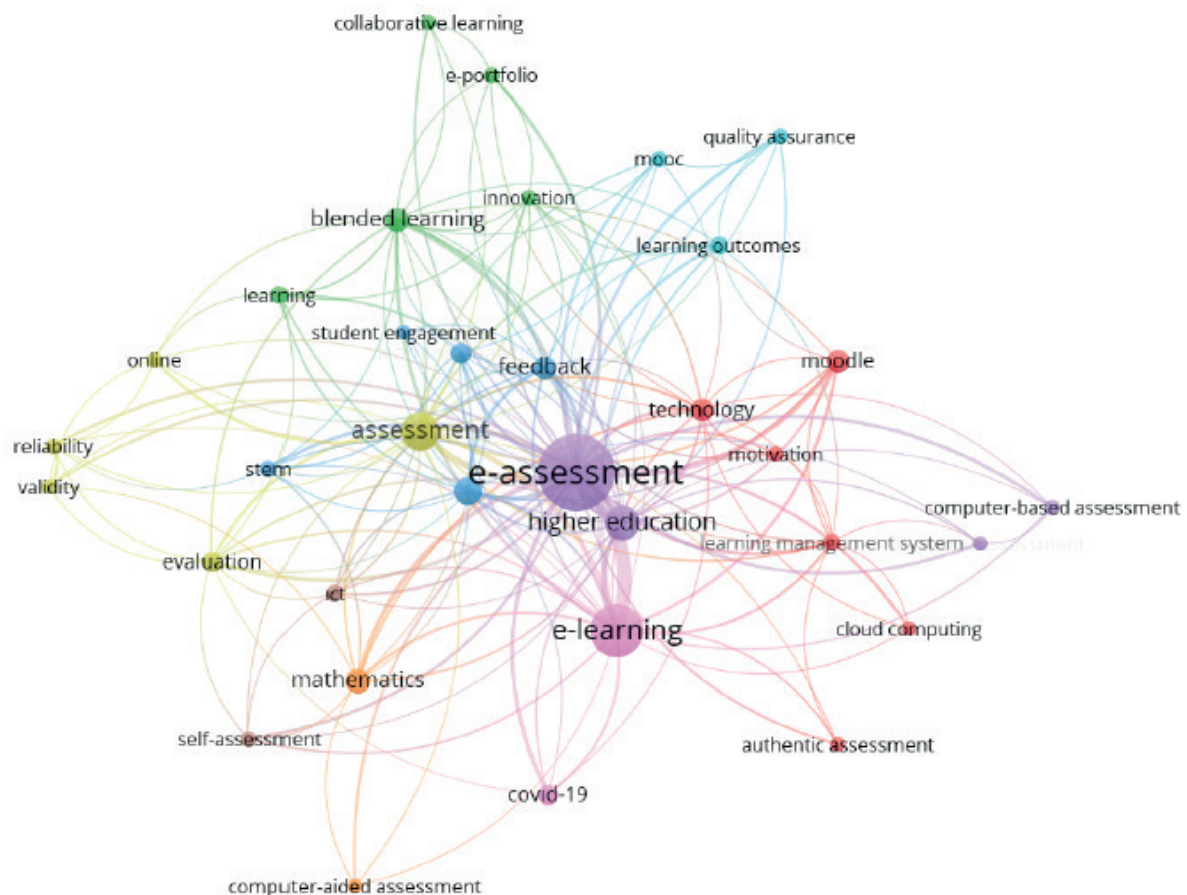 collaborative learning
e-portfolio
quality assurance
mooc
innovation
blended learning
learning outcomes
learning
student engagement
online
feedback
moodle
technology
assessment
reliability
motivation
stem
e-assessment
validity
computer-based assessment
higher education
learning management system
evaluation
ict
cloud computing
e-learning
mathematics
self-assessment
authentic assessment
covid-19
computer-aided assessment